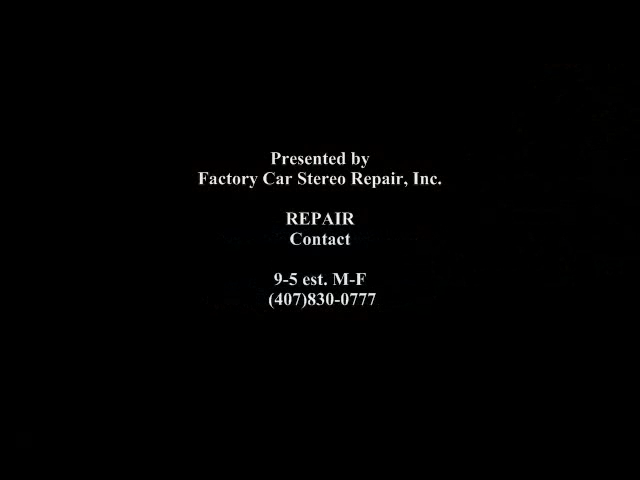 Presented by
Factory Car Stereo Repair, Inc.
REPAIR
Contact
9-5 est. M-F
(407)830-0777